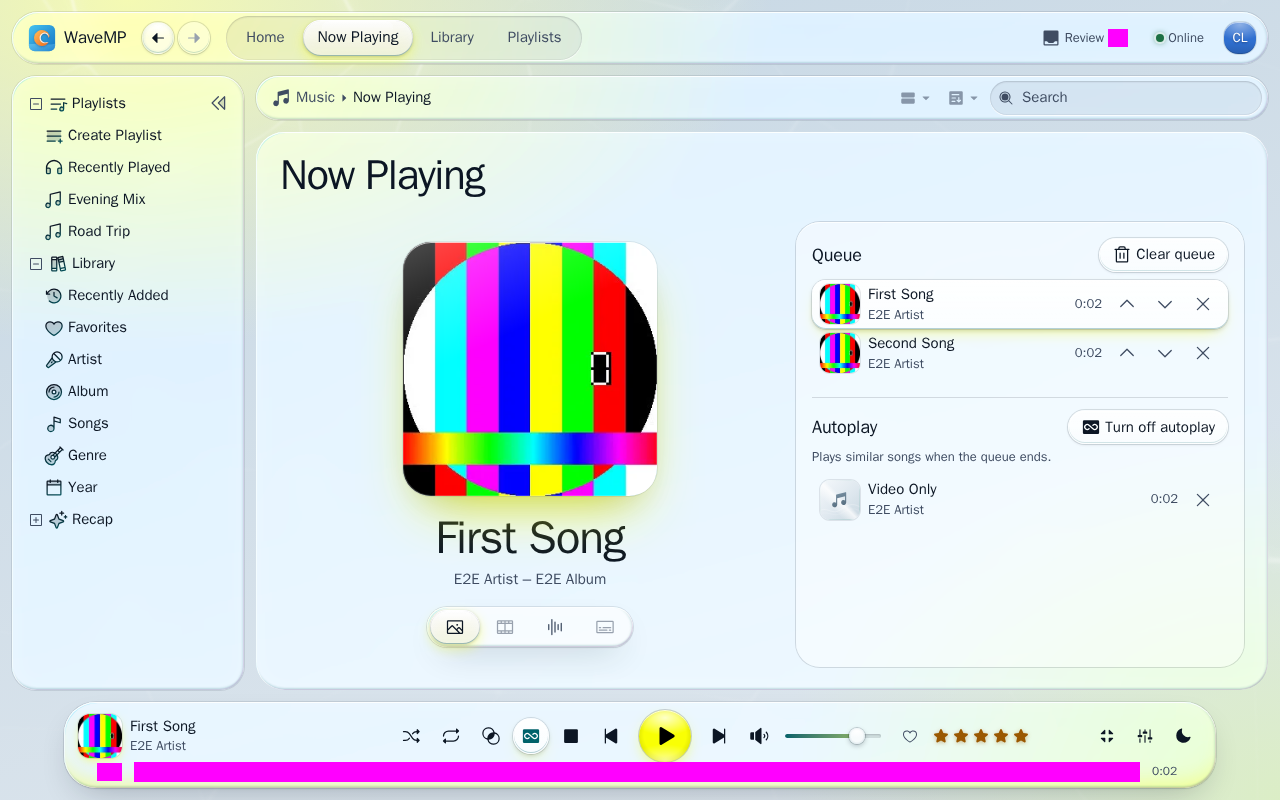 WaveMP
Home
Now Playing
Library
Playlists
Review
Online
CL
Playlists
Create Playlist
Recently Played
Evening Mix
Road Trip
Library
Recently Added
Favorites
Artist
Album
Songs
Genre
Year
Recap
Music
Now Playing
Search
Now Playing
First Song
E2E Artist – E2E Album
Queue
Clear queue
First Song
E2E Artist
0:02
Second Song
E2E Artist
0:02
Autoplay
Turn off autoplay
Plays similar songs when the queue ends.
Video Only
E2E Artist
0:02
First Song
E2E Artist
0:02